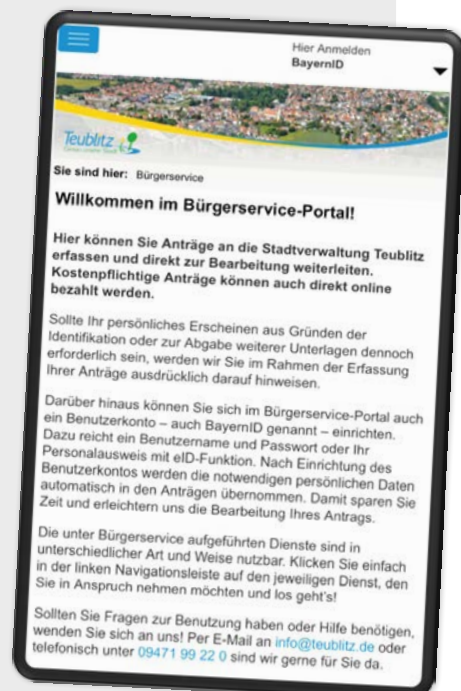 Hier Anmelden
BayernID
Teublitz
Sie sind hier: Bürgerservice
Willkommen im Bürgerservice-Portal!
Hier können Sie Anträge an die Stadtverwaltung Teublitz
erfassen und direkt zur Bearbeitung weiterleiten.
Kostenpflichtige Anträge können auch direkt online
bezahlt werden.
Sollte Ihr persönliches Erscheinen aus Gründen der
Identifikation oder zur Abgabe weiterer Unterlagen dennoch
erforderlich sein, werden wir Sie im Rahmen der Erfassung
Ihrer Anträge ausdrücklich darauf hinweisen.
Darüber hinaus können Sie sich im Bürgerservice-Portal auch
ein Benutzerkonto – auch BayernID genannt – einrichten.
Dazu reicht ein Benutzername und Passwort oder Ihr
Personalausweis mit eID-Funktion. Nach Einrichtung des
Benutzerkontos werden die notwendigen persönlichen Daten
automatisch in den Anträgen übernommen. Damit sparen Sie
Zeit und erleichtern uns die Bearbeitung Ihres Antrags.
Die unter Bürgerservice aufgeführten Dienste sind in
unterschiedlicher Art und Weise nutzbar. Klicken Sie einfach
in der linken Navigationsleiste auf den jeweiligen Dienst, den
Sie in Anspruch nehmen möchten und los geht's!
Sollten Sie Fragen zur Benutzung haben oder Hilfe benötigen,
wenden Sie sich an uns! Per E-Mail an info@teublitz.de oder
telefonisch unter 09471 99 22 0 sind wir gerne für Sie da.